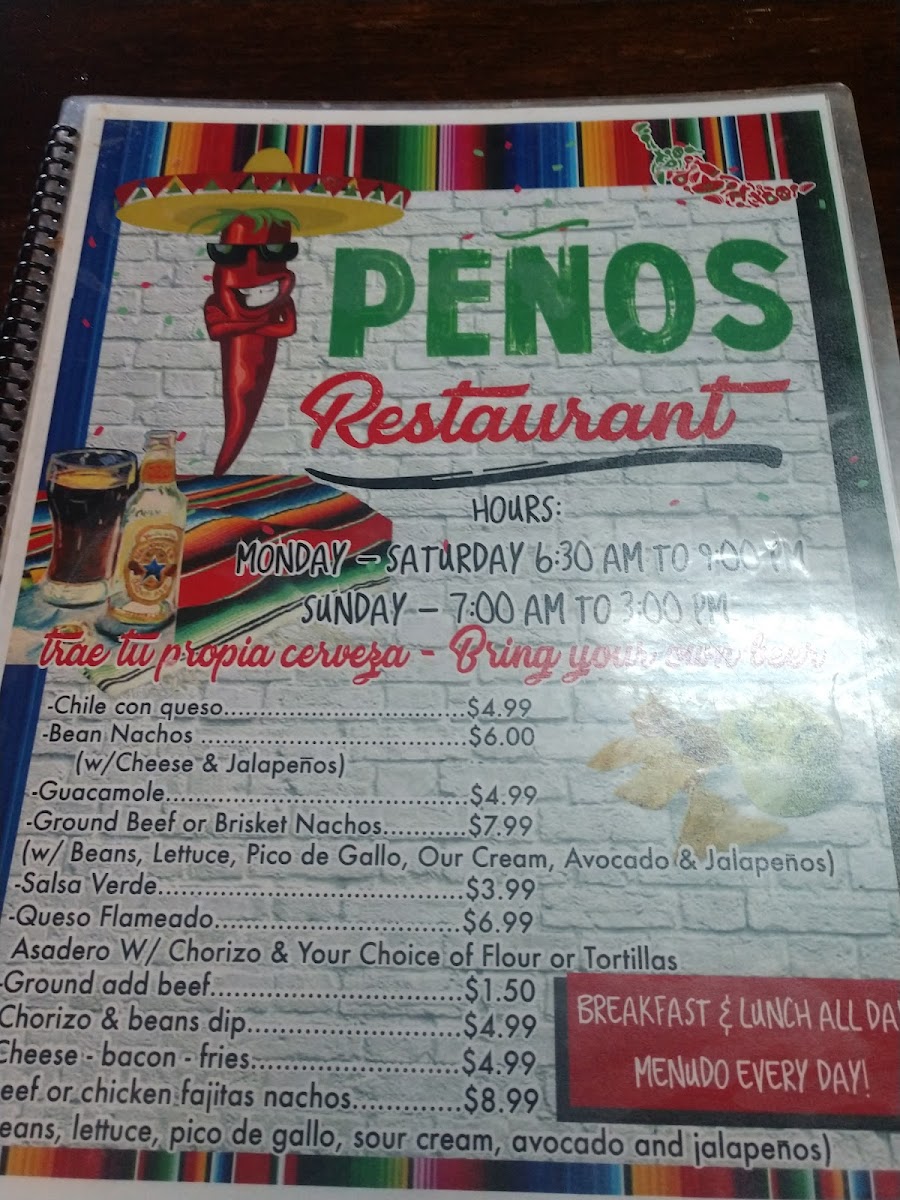 PEÑOS
Restaurant
HOURS:
MONDAY – SATURDAY 6:30 AM TO 9:00 PM
SUNDAY – 7:00 AM TO 3:00 PM
trae tu propia cerveza - Bring your own beer
-Chile con queso...................................$4.99
-Bean Nachos ......................................$6.00
(w/Cheese & Jalapeños)
-Guacamole.........................................$4.99
-Ground Beef or Brisket Nachos...........$7.99
(w/ Beans, Lettuce, Pico de Gallo, Our Cream, Avocado & Jalapeños)
-Salsa Verde........................................$3.99
-Queso Flameado................................$6.99
Asadero W/ Chorizo & Your Choice of Flour or Tortillas
-Ground add beef.................................$1.50
Chorizo & beans dip............................$4.99
Cheese - bacon - fries...........................$4.99
eef or chicken fajitas nachos..............$8.99
eans, lettuce, pico de gallo, sour cream, avocado and jalapeños)
BREAKFAST & LUNCH ALL DA
MENUDO EVERY DAY!